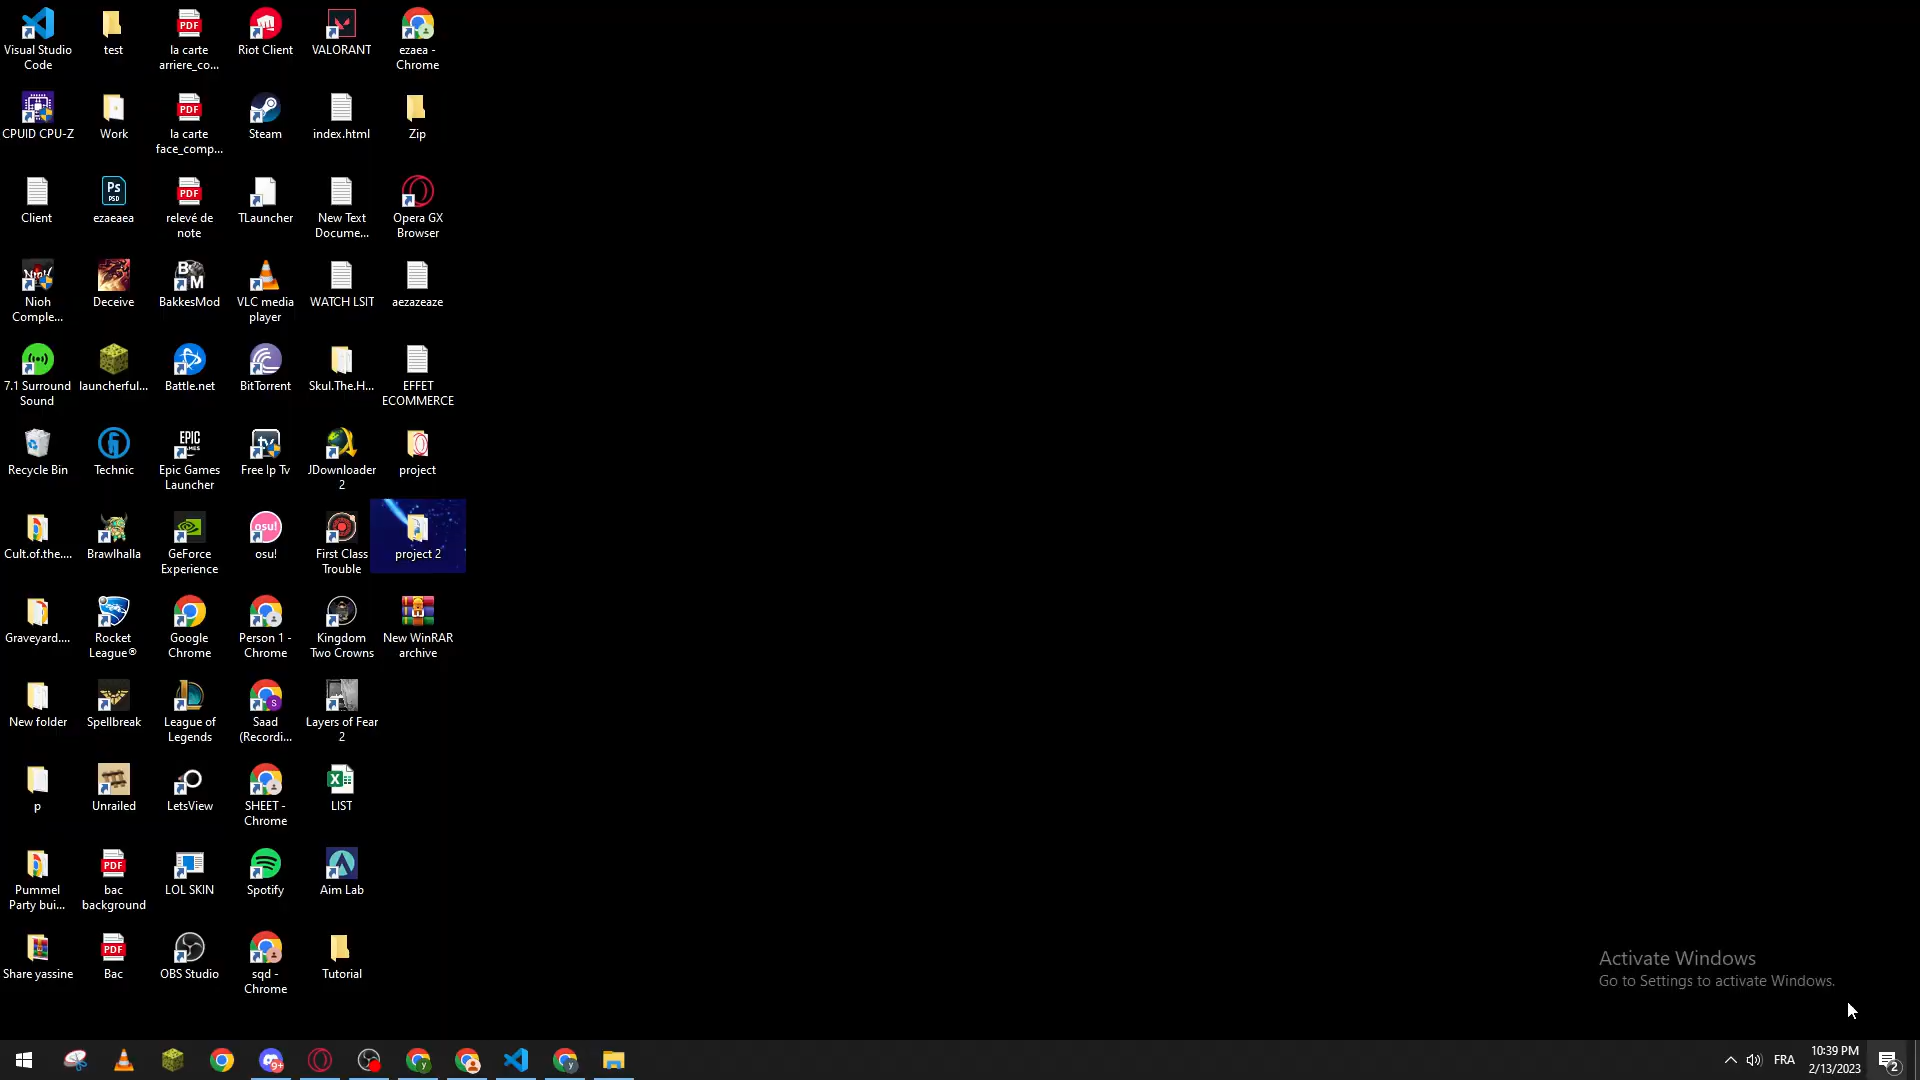 Visual Studio
Code
test
la carte
arriere_co...
Riot Client
VALORANT
ezaea -
Chrome
CPUID CPU-Z
Work
la carte
face_comp...
Steam
index.html
Zip
Client
Ps
PSD
ezaeaea
relevé de
note
TLauncher
New Text
Docume...
Opera GX
Browser
Nioh
Comple...
Deceive
BakkesMod
VLC media
player
WATCH LSIT
aezazeaze
7.1 Surround
Sound
launcherful...
Battle.net
BitTorrent
Skul.The.H...
EFFET
ECOMMERCE
Recycle Bin
Technic
Epic Games
Launcher
Free Ip Tv
JDownloader
2
project
Cult.of.the....
Brawlhalla
GeForce
Experience
osu!
First Class
Trouble
project 2
Graveyard....
Rocket
League®
Google
Chrome
Person 1 -
Chrome
Kingdom
Two Crowns
New WinRAR
archive
New folder
Spellbreak
League of
Legends
Saad
(Recordi...
Layers of Fear
2
p
Unrailed
LetsView
SHEET -
Chrome
LIST
Pummel
Party bui...
bac
background
LOL SKIN
Spotify
Aim Lab
Share yassine
Bac
OBS Studio
sqd -
Chrome
Tutorial
Activate Windows
Go to Settings to activate Windows.
FRA
10:39 PM
2/13/2023
2